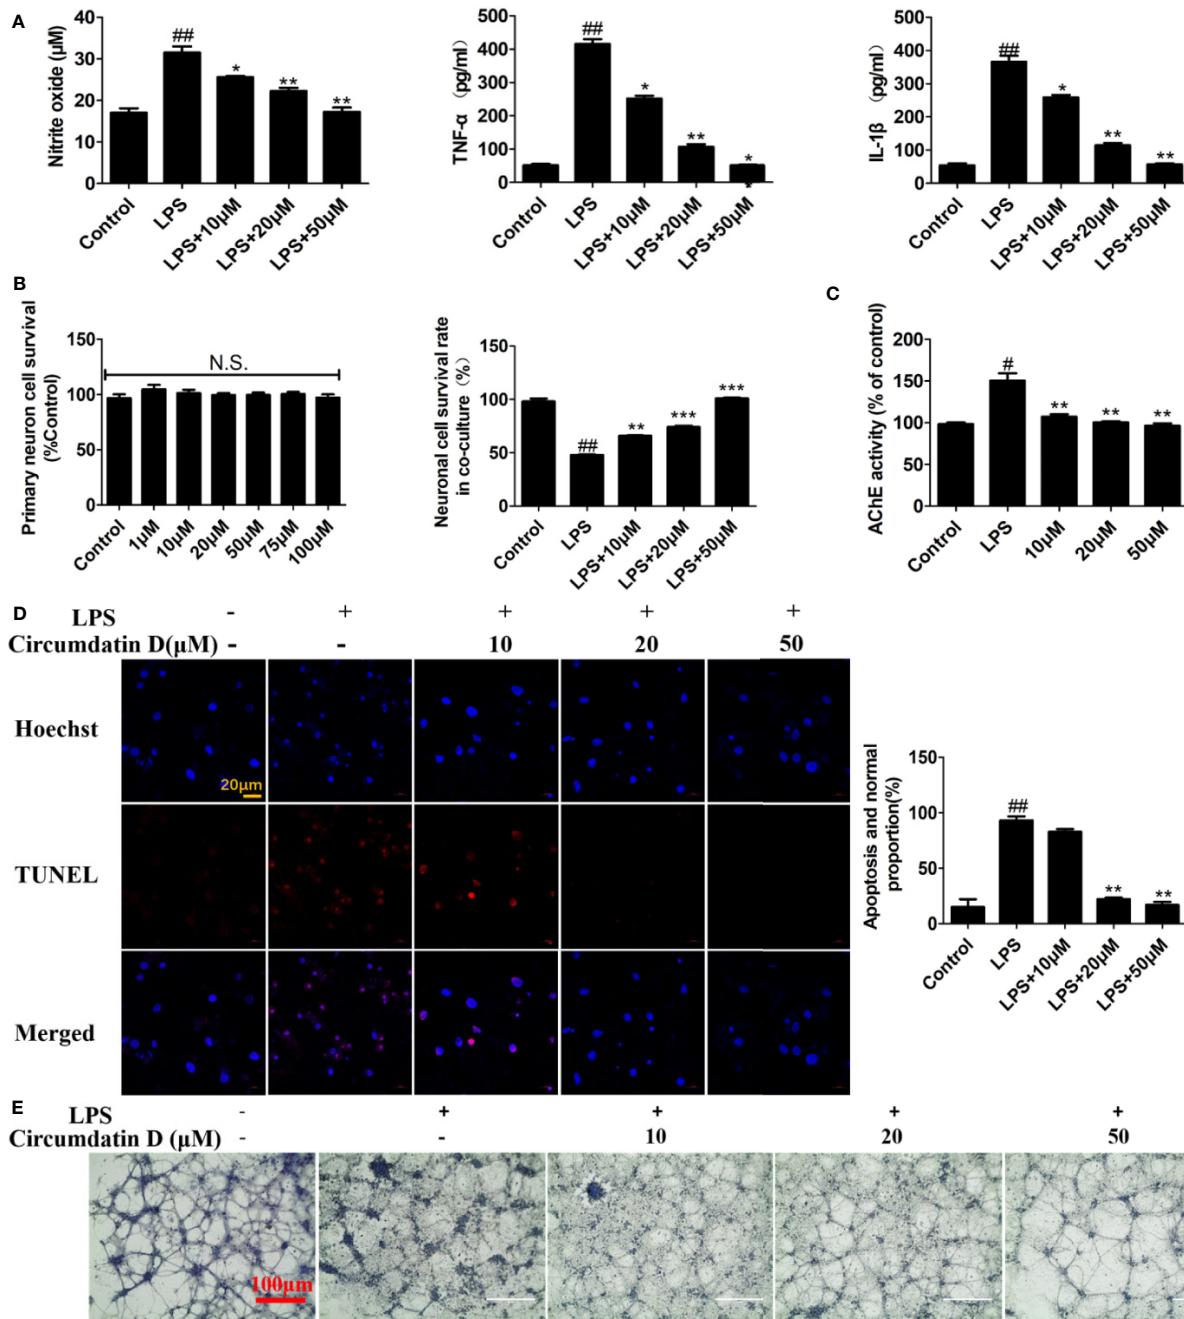 A
Nitrite oxide (μM)
40
30
20
10
0
##
*
**
**
Control
LPS
LPS+10μM
LPS+20μM
LPS+50μM
TNF-α (pg/ml)
500
400
300
200
100
0
##
*
**
*
*
Control
LPS
LPS+10μM
LPS+20μM
LPS+50μM
IL-1β (pg/ml)
500
400
300
200
100
0
##
*
**
**
Control
LPS
LPS+10μM
LPS+20μM
LPS+50μM
B
Primary neuron cell survival
(%Control)
150
100
50
0
N.S.
Control
1μM
10μM
20μM
50μM
75μM
100μM
Neuronal cell survival rate
in co-culture (%)
150
100
50
0
##
**
***
***
Control
LPS
LPS+10μM
LPS+20μM
LPS+50μM
C
AChE activity (% of control)
200
150
100
50
0
#
**
**
**
Control
LPS
10μM
20μM
50μM
D
LPS - + + + +
Circumdatin D(μM) - - 10 20 50
Hoechst
20μm
TUNEL
Merged
Apoptosis and normal
proportion(%)
150
100
50
0
##
**
**
Control
LPS
LPS+10μM
LPS+20μM
LPS+50μM
E
LPS - + + + +
Circumdatin D (μM) - - 10 20 50
100μm